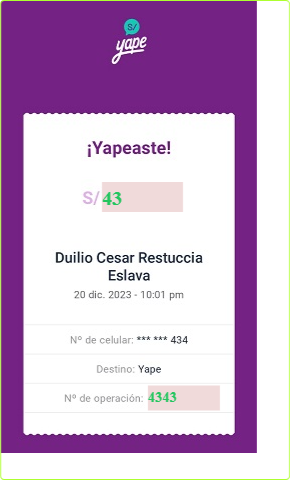 S/
yape
¡Yapeaste!
S/ 43
Duilio Cesar Restuccia
Eslava
20 dic. 2023 - 10:01 pm
Nº de celular: *** *** 434
Destino: Yape
Nº de operación: 4343